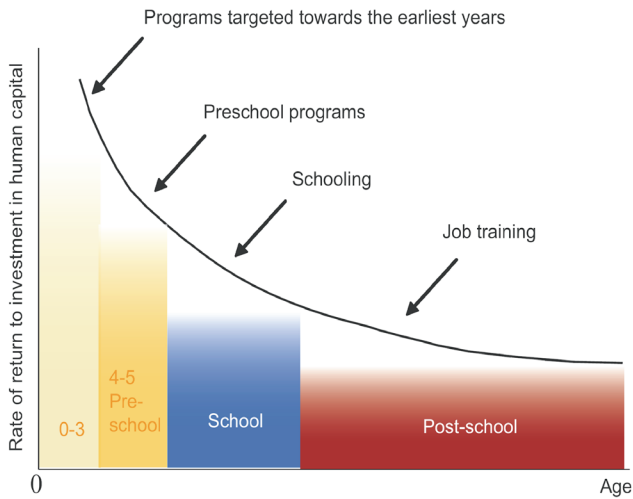 Programs targeted towards the earliest years
Preschool programs
Schooling
Job training
Rate of return to investment in human capital
0-3
4-5
Pre-
school
School
Post-school
0
Age